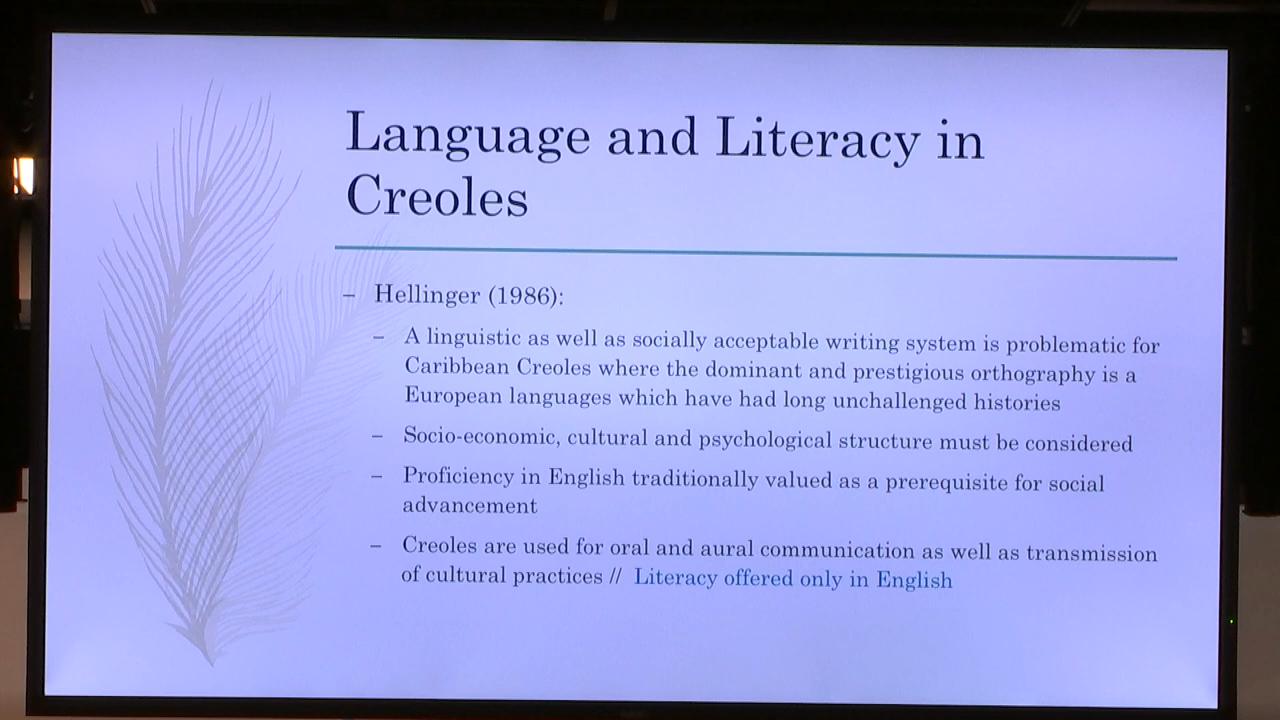 Language and Literacy in
Creoles
– Hellinger (1986):
– A linguistic as well as socially acceptable writing system is problematic for
Caribbean Creoles where the dominant and prestigious orthography is a
European languages which have had long unchallenged histories
– Socio-economic, cultural and psychological structure must be considered
– Proficiency in English traditionally valued as a prerequisite for social
advancement
– Creoles are used for oral and aural communication as well as transmission
of cultural practices // Literacy offered only in English